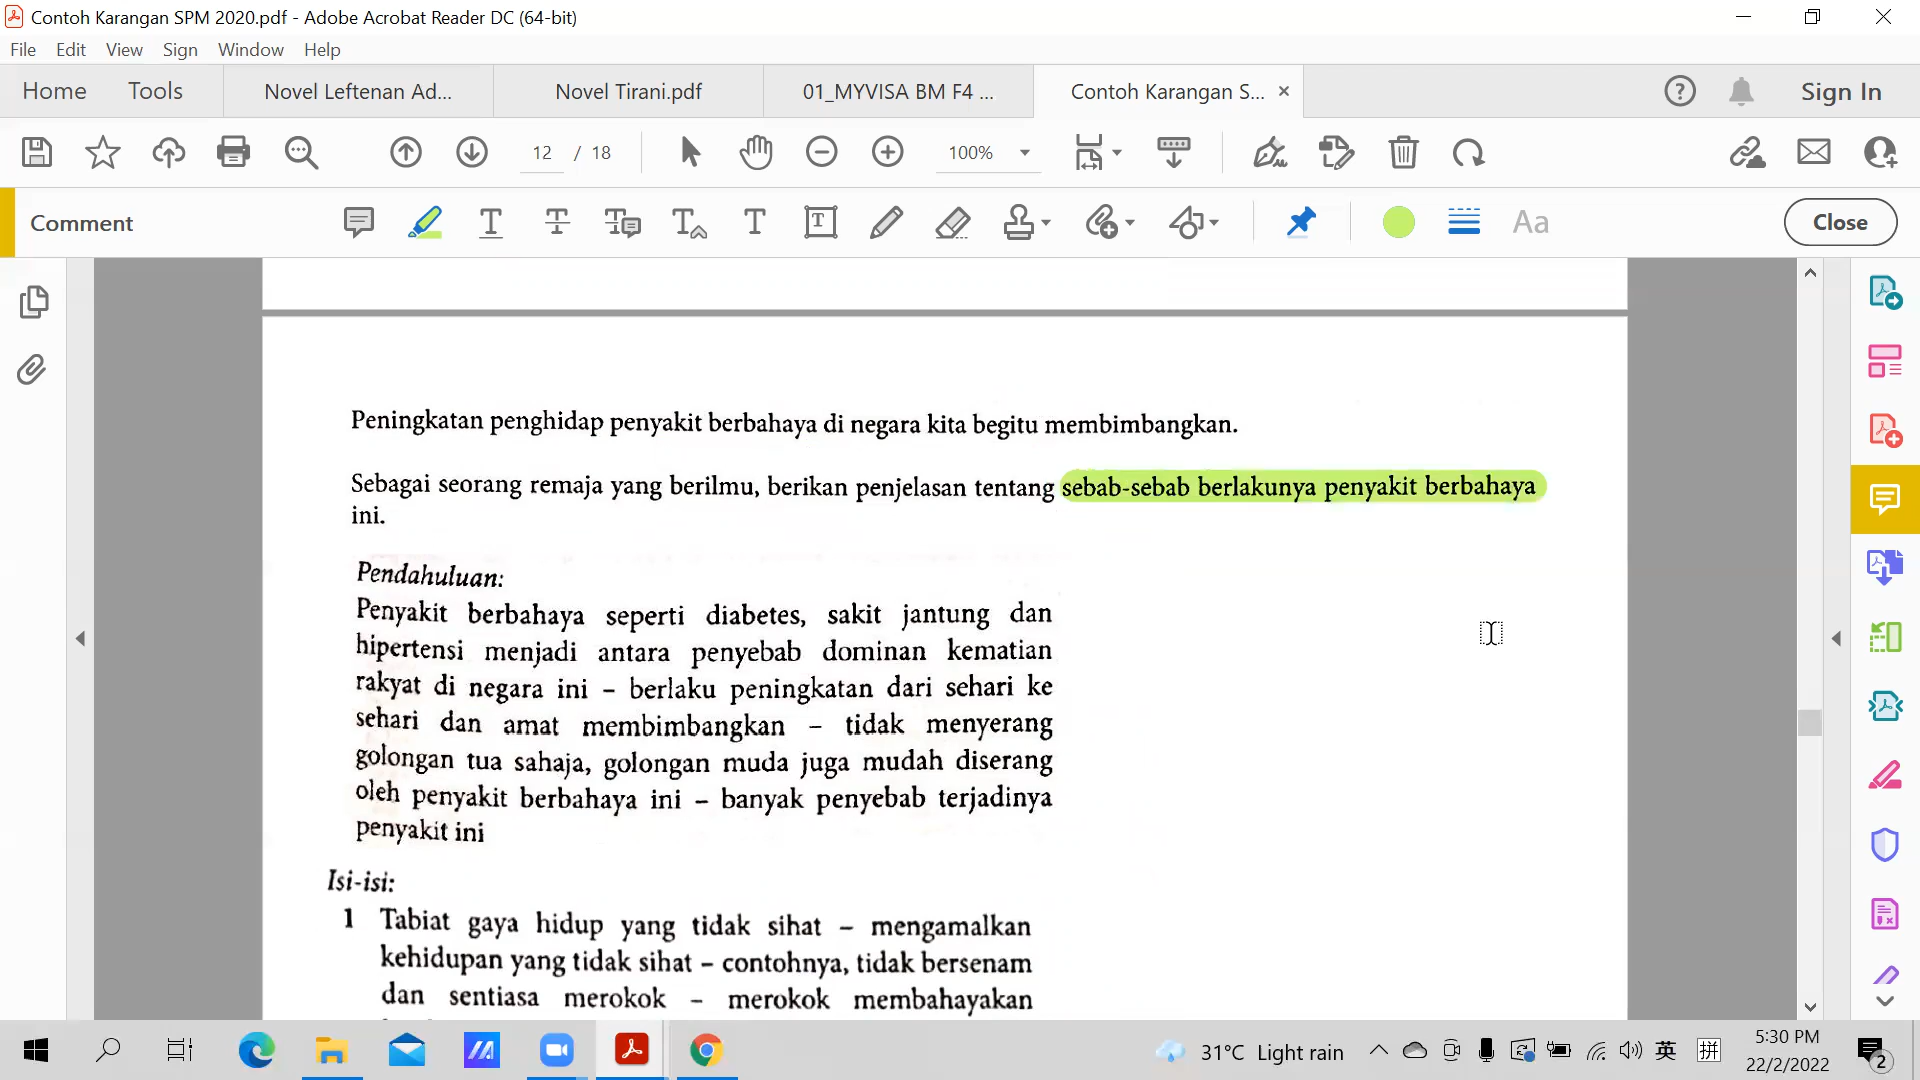 Contoh Karangan SPM 2020.pdf - Adobe Acrobat Reader DC (64-bit)
File Edit View Sign Window Help
Home Tools Novel Leftenan Ad... Novel Tirani.pdf 01_MYVISA BM F4 ... Contoh Karangan S... × Sign In
12 / 18 100%
Comment Aa Close
Peningkatan penghidap penyakit berbahaya di negara kita begitu membimbangkan.
Sebagai seorang remaja yang berilmu, berikan penjelasan tentang sebab-sebab berlakunya penyakit berbahaya
ini.
Pendahuluan:
Penyakit berbahaya seperti diabetes, sakit jantung dan
hipertensi menjadi antara penyebab dominan kematian
rakyat di negara ini – berlaku peningkatan dari sehari ke
sehari dan amat membimbangkan – tidak menyerang
golongan tua sahaja, golongan muda juga mudah diserang
oleh penyakit berbahaya ini – banyak penyebab terjadinya
penyakit ini
Isi-isi:
1 Tabiat gaya hidup yang tidak sihat – mengamalkan
kehidupan yang tidak sihat – contohnya, tidak bersenam
dan sentiasa merokok – merokok membahayakan
31°C Light rain 英 拼 5:30 PM
22/2/2022 2